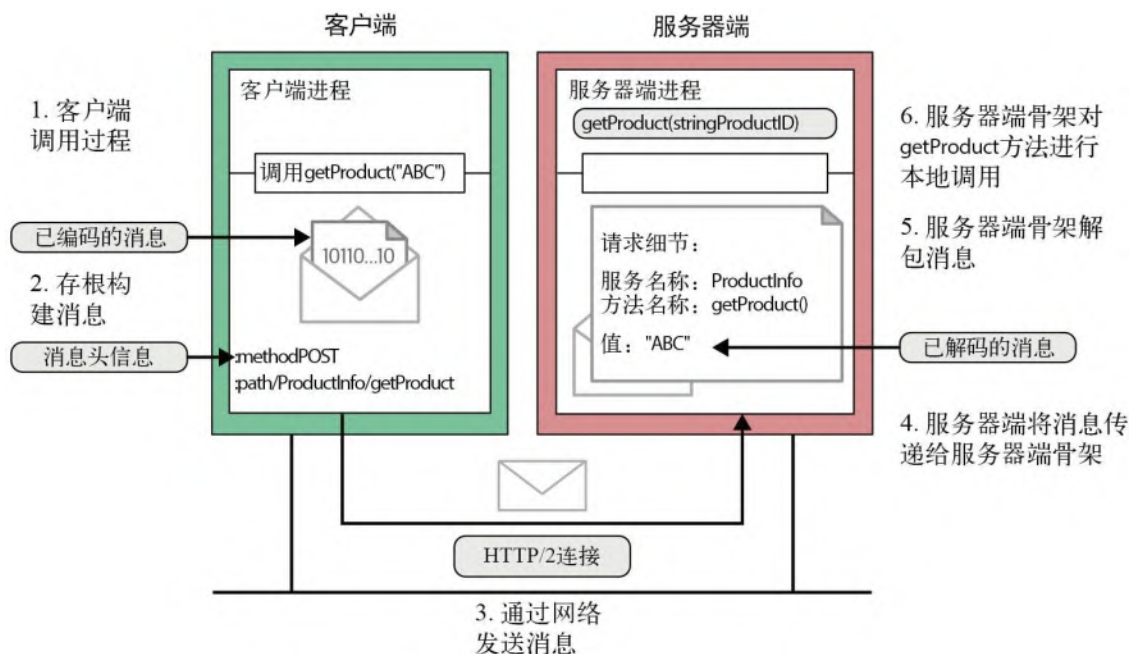 客户端
服务器端
1. 客户端
调用过程
客户端进程
调用getProduct("ABC")
已编码的消息
10110...10
2. 存根构
建消息
消息头信息
:methodPOST
:path/ProductInfo/getProduct
服务器端进程
getProduct(stringProductID)
请求细节：
服务名称：ProductInfo
方法名称：getProduct()
值："ABC"
6. 服务器端骨架对
getProduct方法进行
本地调用
5. 服务器端骨架解
包消息
已解码的消息
4. 服务器端将消息传
递给服务器端骨架
HTTP/2连接
3. 通过网络
发送消息